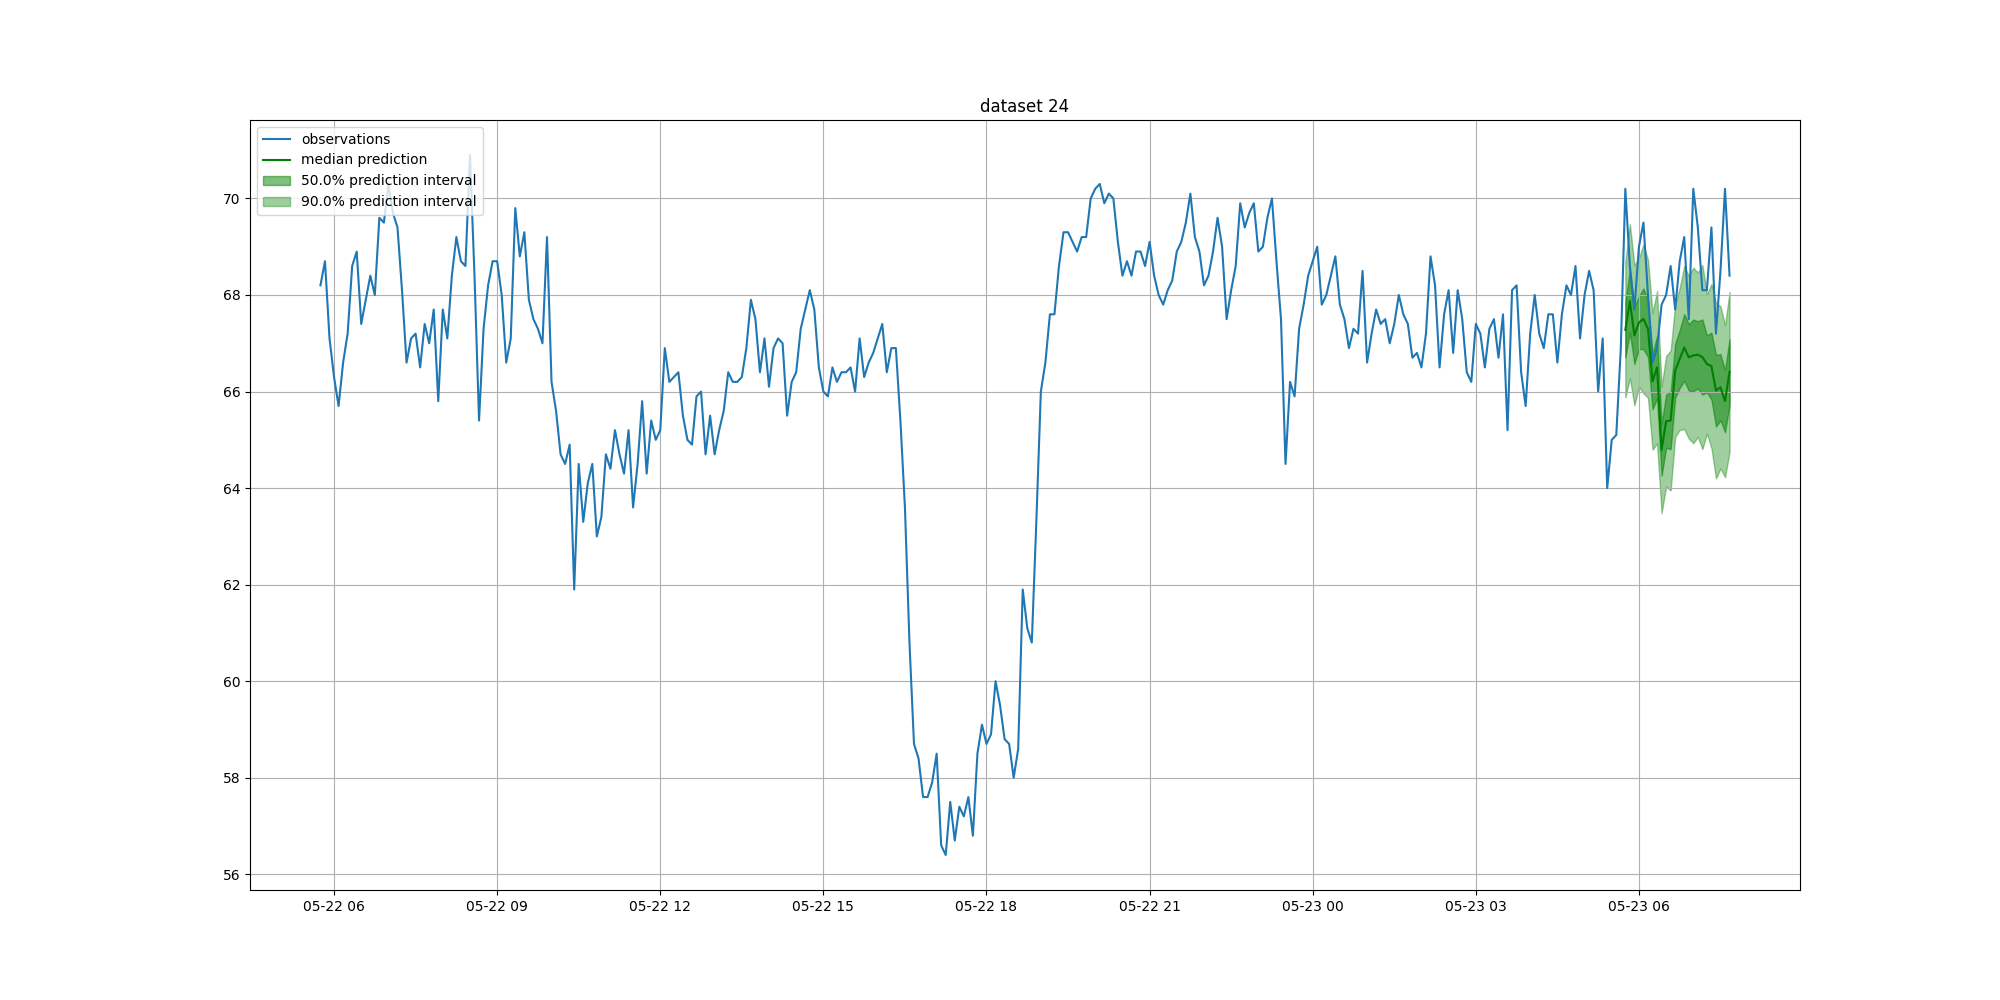 dataset 24
observations
median prediction
50.0% prediction interval
90.0% prediction interval
70
68
66
64
62
60
58
56
05-22 06 05-22 09 05-22 12 05-22 15 05-22 18 05-22 21 05-23 00 05-23 03 05-23 06